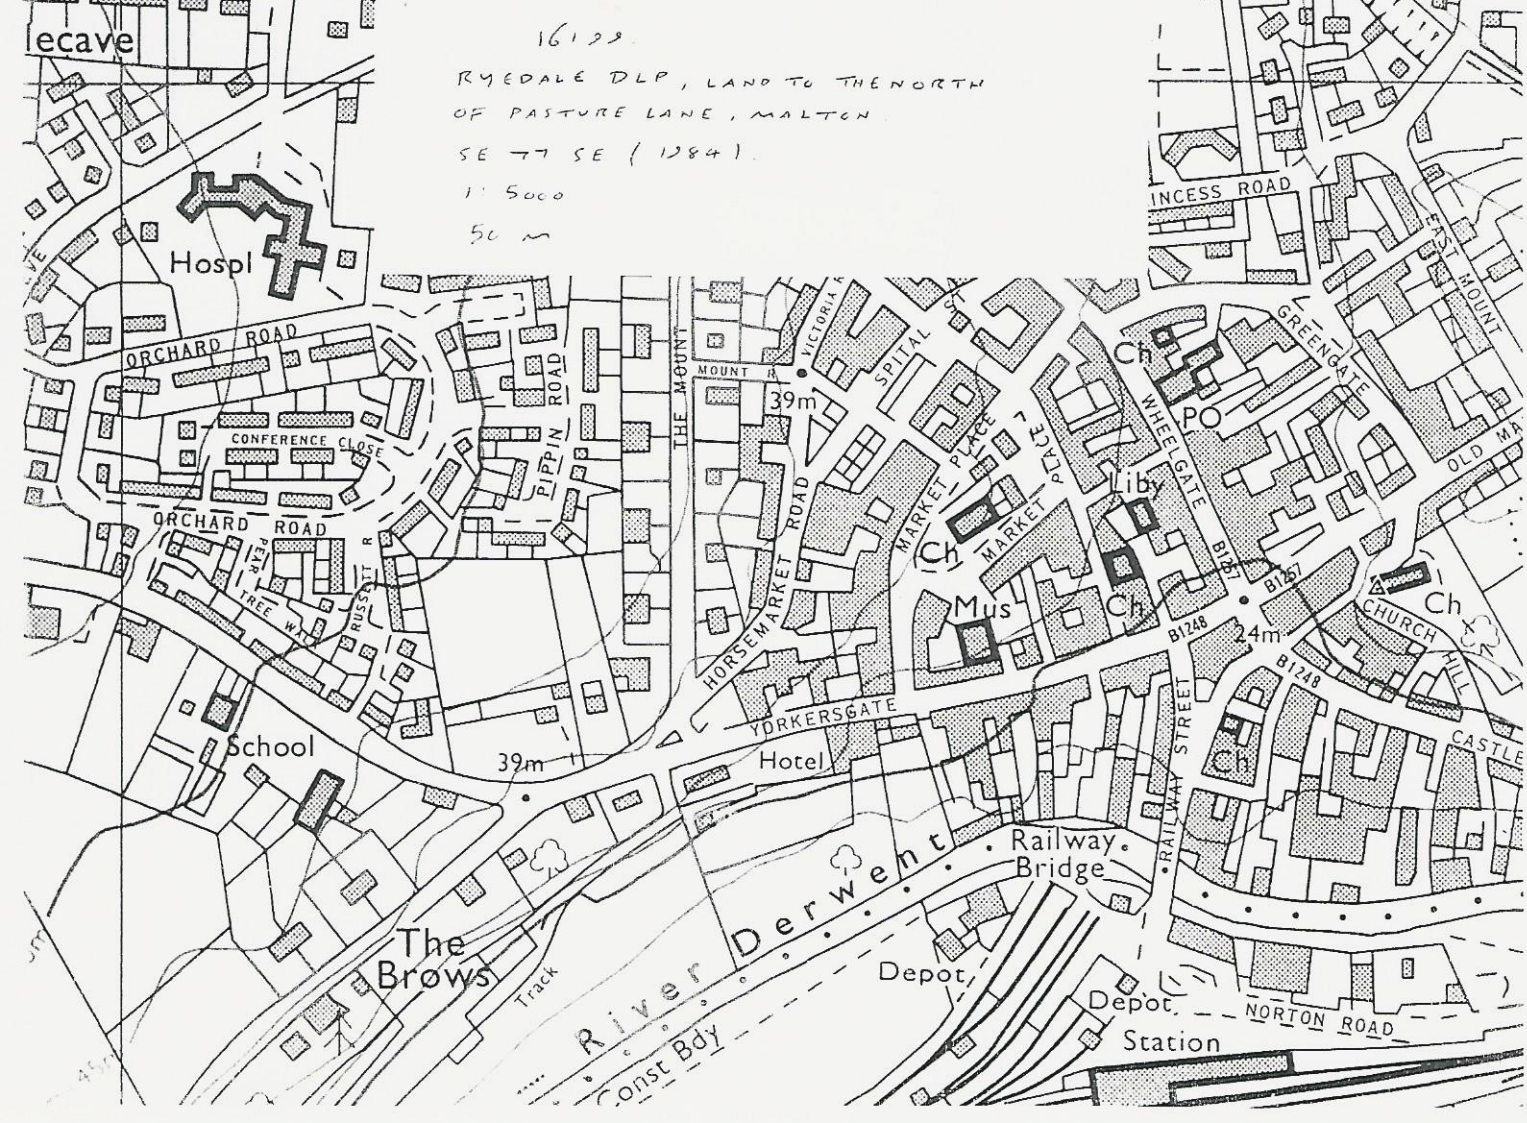 lecave
RYEDALE DLP, LAND TO THE NORTH
OF PASTURE LANE, MALTON
SE 77 SE (1984).
1:5000
50 m
INCESS ROAD
EAST MOUNT
Hospl
ORCHARD ROAD
CONFERENCE CLOSE
ORCHARD ROAD
PEAR TREE WAL
RUSSETT R
PIPPIN ROAD
THE MOUNT
MOUNT R
VICTORIA R
39m
SPITAL
Ch
PO
GREENGATE
WHEELGATE
OLD MA
MARKET PLACE
MARKET PLACE
Liby
HORSEMARKET ROAD
Ch
Mus
Ch
B1257
B1257
B1248
24m
B1248
CHURCH HILL
Ch
YORKERSGATE
Hotel
School
39m
RAILWAY STREET
Ch
CASTLE
Railway
Bridge
River Derwent
The
Brows
Track
Const Bdy
Depot
Depot
Station
NORTON ROAD
45m